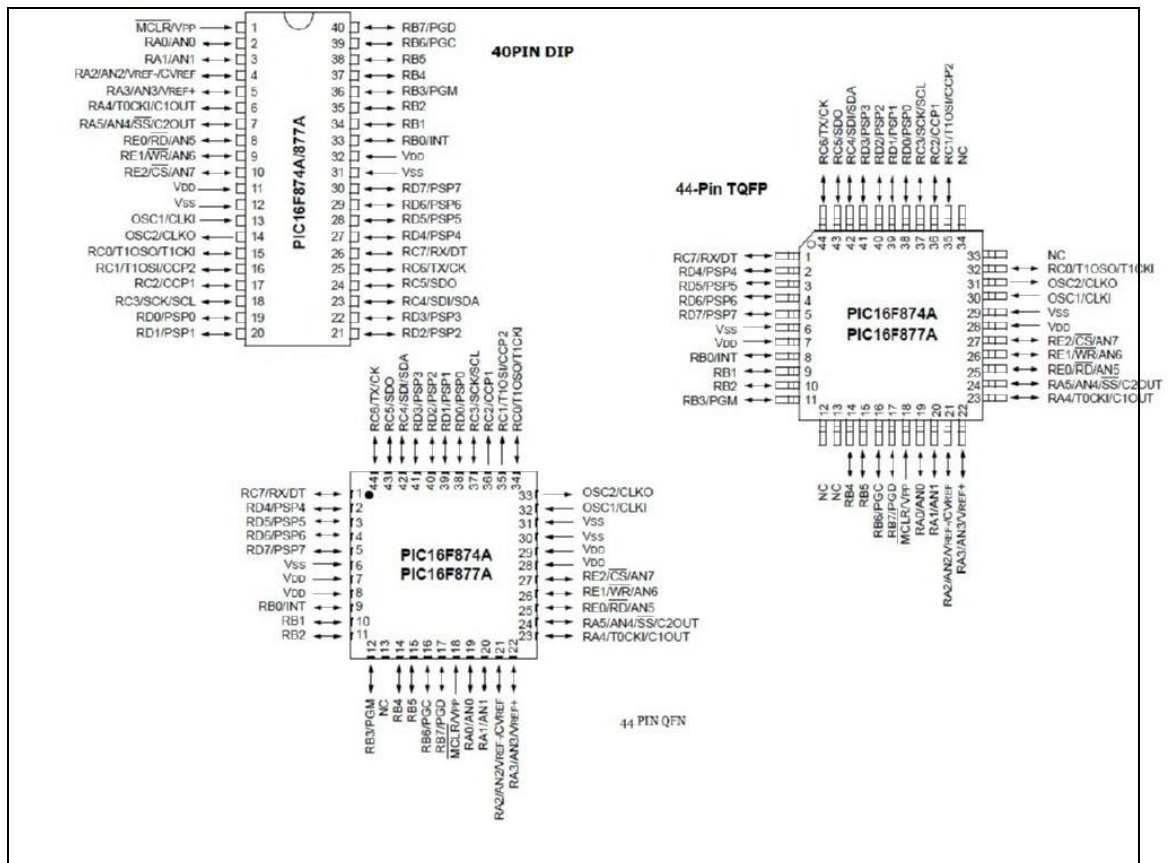 40PIN DIP
MCLR/VPP 1
RA0/AN0 2
RA1/AN1 3
RA2/AN2/VREF-/CVREF 4
RA3/AN3/VREF+ 5
RA4/T0CKI/C1OUT 6
RA5/AN4/SS/C2OUT 7
RE0/RD/AN5 8
RE1/WR/AN6 9
RE2/CS/AN7 10
VDD 11
VSS 12
OSC1/CLKI 13
OSC2/CLKO 14
RC0/T1OSO/T1CKI 15
RC1/T1OSI/CCP2 16
RC2/CCP1 17
RC3/SCK/SCL 18
RD0/PSP0 19
RD1/PSP1 20
PIC16F874A/877A
40 RB7/PGD
39 RB6/PGC
38 RB5
37 RB4
36 RB3/PGM
35 RB2
34 RB1
33 RB0/INT
32 VDD
31 VSS
30 RD7/PSP7
29 RD6/PSP6
28 RD5/PSP5
27 RD4/PSP4
26 RC7/RX/DT
25 RC6/TX/CK
24 RC5/SDO
23 RC4/SDI/SDA
22 RD3/PSP3
21 RD2/PSP2
44-Pin TQFP
RC6/TX/CK 44
RC5/SDO 43
RC4/SDI/SDA 42
RD3/PSP3 41
RD2/PSP2 40
RD1/PSP1 39
RD0/PSP0 38
RC3/SCK/SCL 37
RC2/CCP1 36
RC1/T1OSI/CCP2 35
NC 34
RC7/RX/DT 1
RD4/PSP4 2
RD5/PSP5 3
RD6/PSP6 4
RD7/PSP7 5
VSS 6
VDD 7
RB0/INT 8
RB1 9
RB2 10
RB3/PGM 11
PIC16F874A
PIC16F877A
33 NC
32 RC0/T1OSO/T1CKI
31 OSC2/CLKO
30 OSC1/CLKI
29 VSS
28 VDD
27 RE2/CS/AN7
26 RE1/WR/AN6
25 RE0/RD/AN5
24 RA5/AN4/SS/C2OUT
23 RA4/T0CKI/C1OUT
12 NC
13 NC
14 RB4
15 RB5
16 RB6/PGC
17 RB7/PGD
18 MCLR/VPP
19 RA0/AN0
20 RA1/AN1
21 RA2/AN2/VREF-/CVREF
22 RA3/AN3/VREF+
RC6/TX/CK 44
RC5/SDO 43
RC4/SDI/SDA 42
RD3/PSP3 41
RD2/PSP2 40
RD1/PSP1 39
RD0/PSP0 38
RC3/SCK/SCL 37
RC2/CCP1 36
RC1/T1OSI/CCP2 35
RC0/T1OSO/T1CKI 34
RC7/RX/DT 1
RD4/PSP4 2
RD5/PSP5 3
RD6/PSP6 4
RD7/PSP7 5
VSS 6
VDD 7
VDD 8
RB0/INT 9
RB1 10
RB2 11
PIC16F874A
PIC16F877A
33 OSC2/CLKO
32 OSC1/CLKI
31 VSS
30 VSS
29 VDD
28 VDD
27 RE2/CS/AN7
26 RE1/WR/AN6
25 RE0/RD/AN5
24 RA5/AN4/SS/C2OUT
23 RA4/T0CKI/C1OUT
12 RB3/PGM
13 NC
14 RB4
15 RB5
16 RB6/PGC
17 RB7/PGD
18 MCLR/VPP
19 RA0/AN0
20 RA1/AN1
21 RA2/AN2/VREF-/CVREF
22 RA3/AN3/VREF+
44 PIN QFN